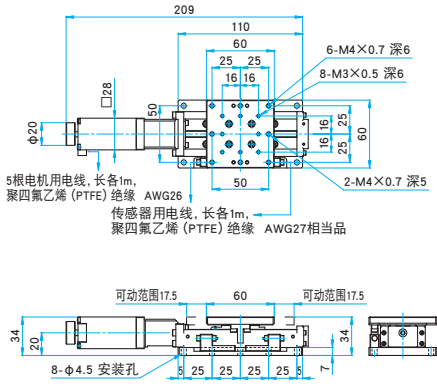 209
110
60
25 25
16 16
6-M4×0.7 深6
8-M3×0.5 深6
□28
φ20
50
16
16
25
25
60
50
2-M4×0.7 深5
5根电机用电线, 长各1m,
聚四氟乙烯 (PTFE) 绝缘 AWG26
传感器用电线, 长各1m,
聚四氟乙烯 (PTFE) 绝缘 AWG27相当品
可动范围17.5
60
可动范围17.5
34
20
34
7
8-φ4.5 安装孔
5 25 25 25 25 5